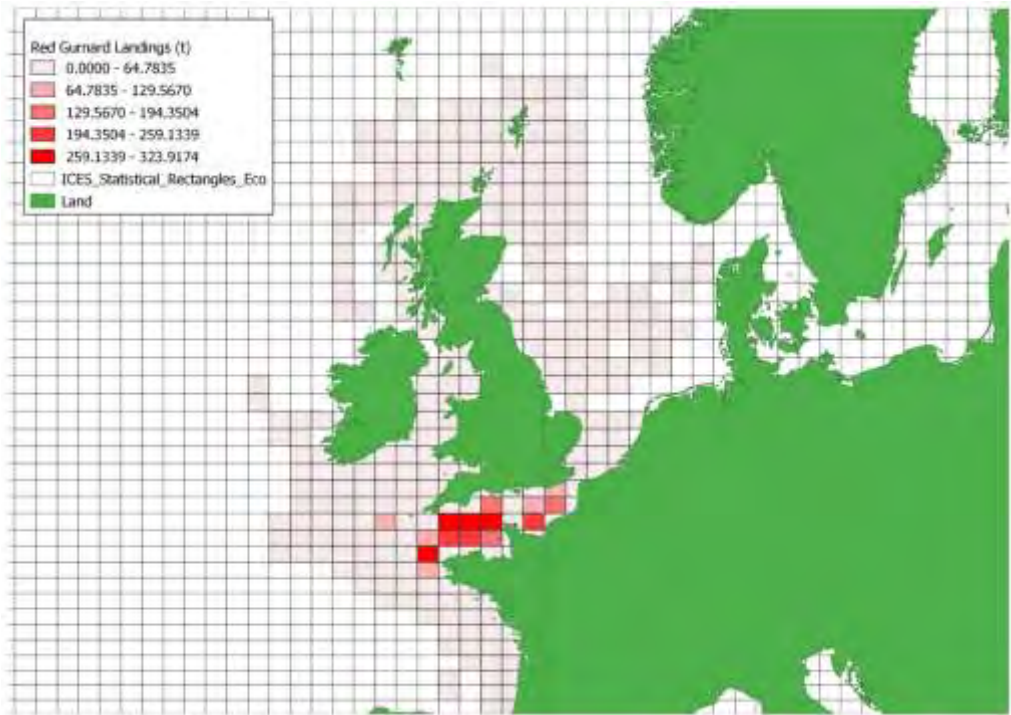 Red Gurnard Landings (t)
0.0000 - 64.7835
64.7835 - 129.5670
129.5670 - 194.3504
194.3504 - 259.1339
259.1339 - 323.9174
ICES_Statistical_Rectangles_Eco
Land